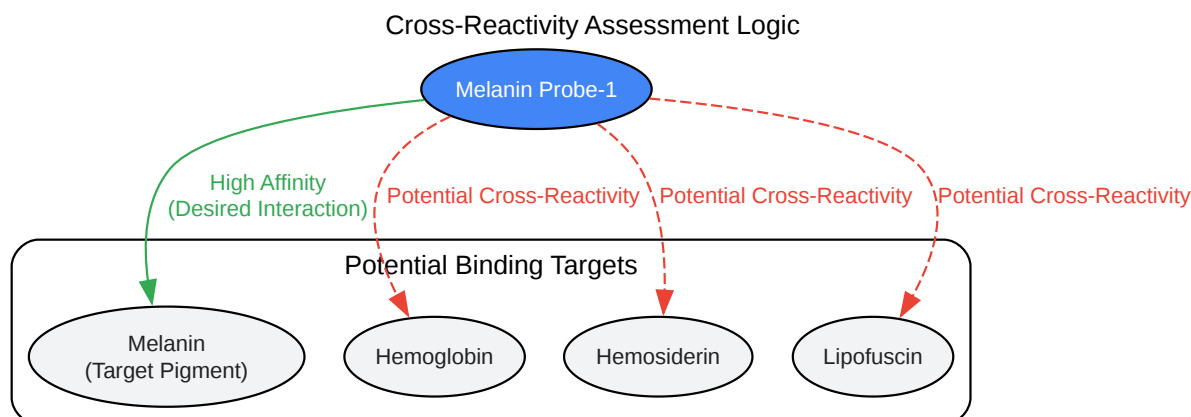 Cross-Reactivity Assessment Logic
Melanin Probe-1
High Affinity
(Desired Interaction)
Potential Cross-Reactivity
Potential Cross-Reactivity
Potential Cross-Reactivity
Potential Binding Targets
Melanin
(Target Pigment)
Hemoglobin
Hemosiderin
Lipofuscin